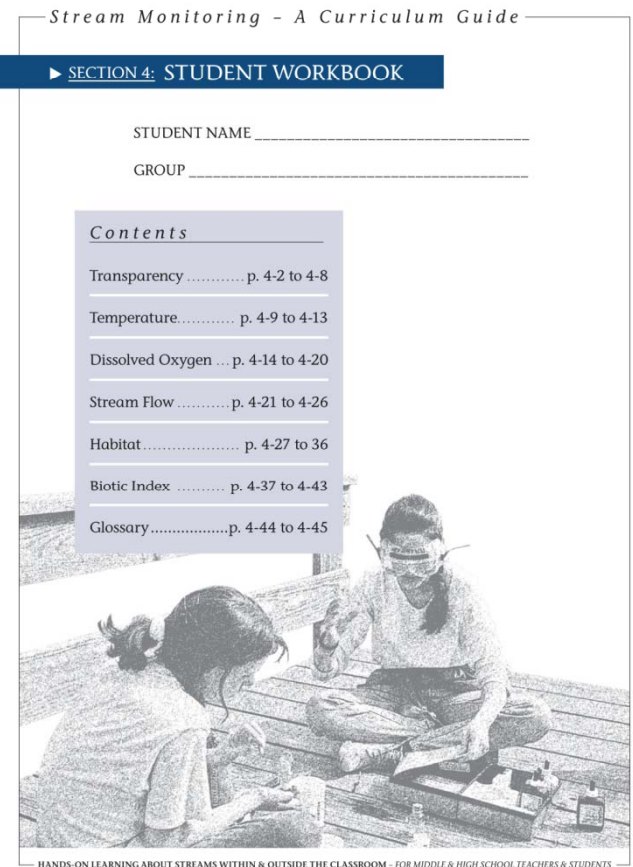 Stream Monitoring – A Curriculum Guide
▶ SECTION 4: STUDENT WORKBOOK
STUDENT NAME __________________________________
GROUP __________________________________________
Contents
Transparency ............ p. 4-2 to 4-8
Temperature........... p. 4-9 to 4-13
Dissolved Oxygen ... p. 4-14 to 4-20
Stream Flow ........... p. 4-21 to 4-26
Habitat................... p. 4-27 to 36
Biotic Index .......... p. 4-37 to 4-43
Glossary..................p. 4-44 to 4-45
HANDS-ON LEARNING ABOUT STREAMS WITHIN & OUTSIDE THE CLASSROOM - FOR MIDDLE & HIGH SCHOOL TEACHERS & STUDENTS